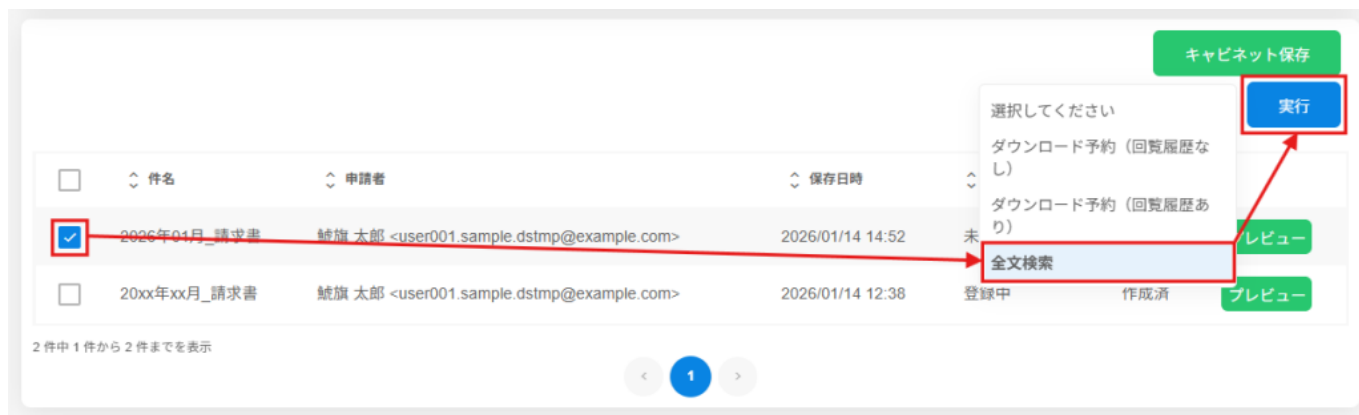 キャビネット保存
選択してください
実行
ダウンロード予約（回覧履歴な
し）
ダウンロード予約（回覧履歴あ
り）
全文検索
件名 申請者 保存日時
2026年01月_請求書 鯱旗 太郎 <user001.sample.dstmp@example.com> 2026/01/14 14:52 未 レビュー
20xx年xx月_請求書 鯱旗 太郎 <user001.sample.dstmp@example.com> 2026/01/14 12:38 登録中 作成済 プレビュー
2 件中 1 件から 2 件までを表示
< 1 >